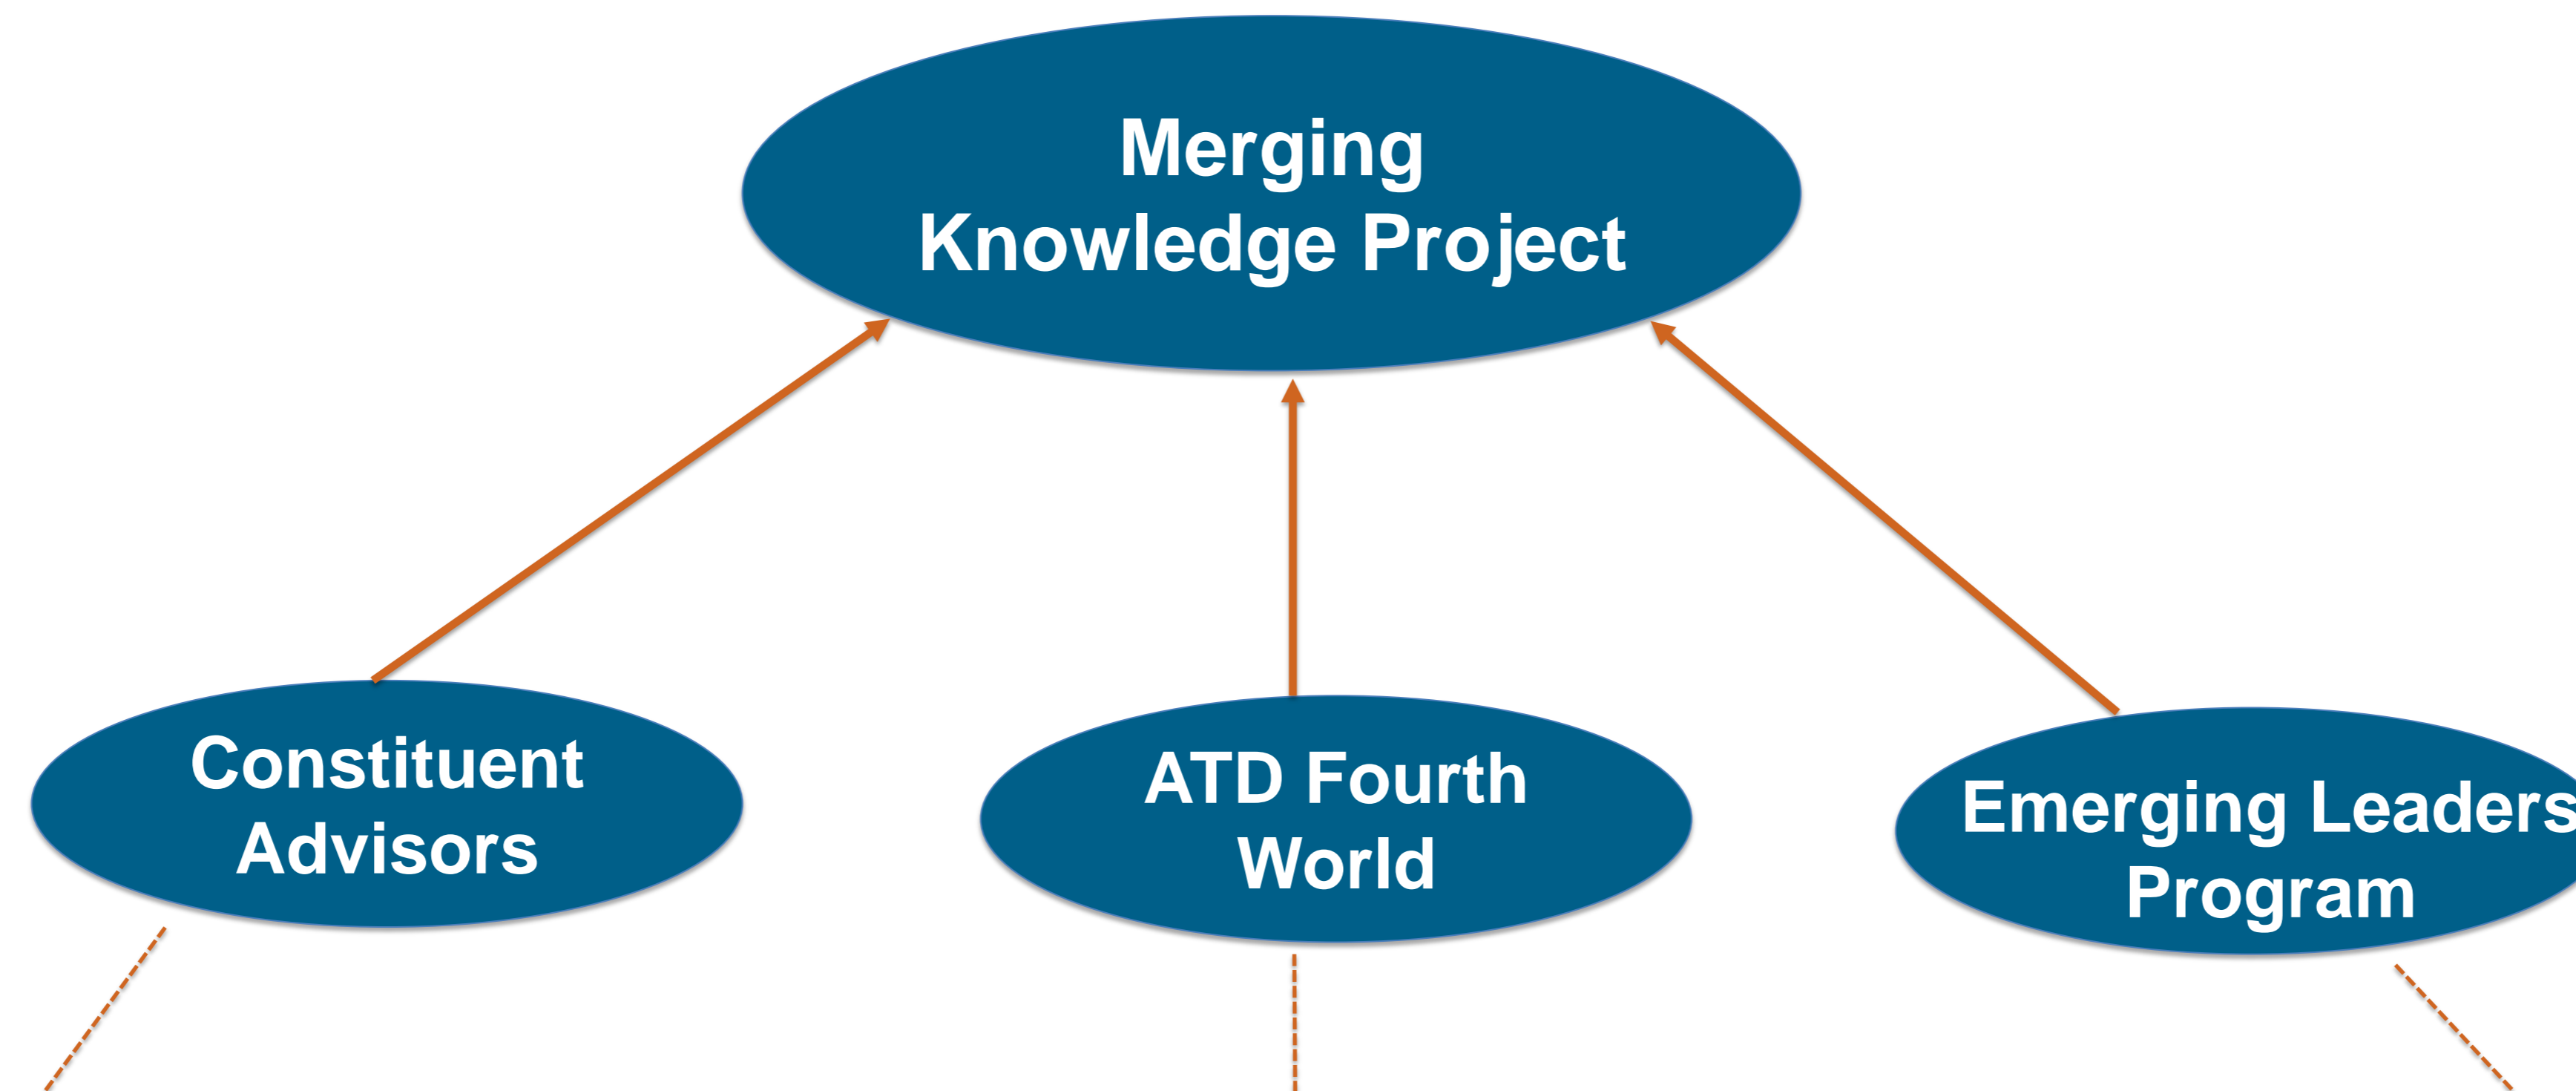 Merging
Knowledge Project
Constituent
Advisors
ATD Fourth
World
Emerging Leaders
Program